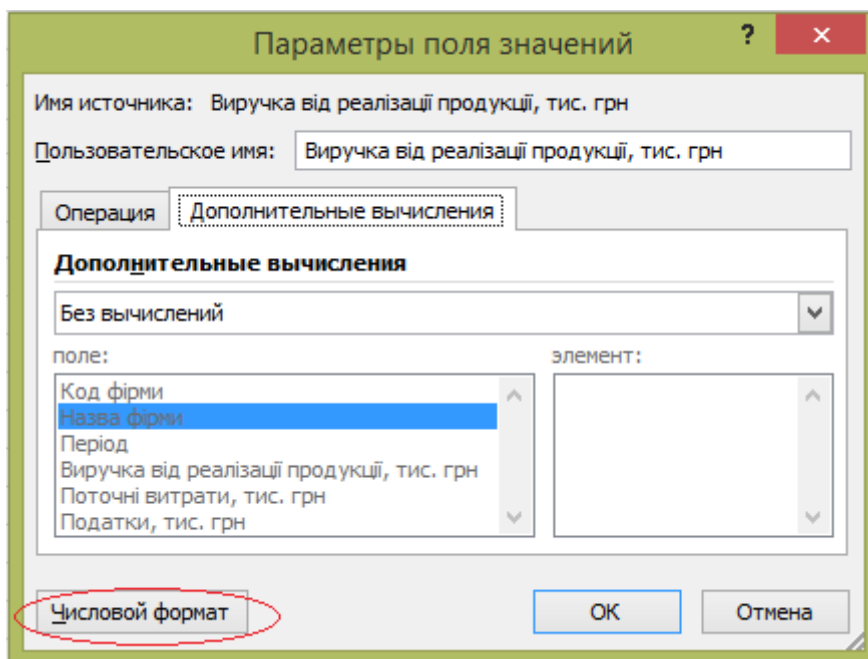 Параметры поля значений
?
Имя источника: Виручка від реалізації продукції, тис. грн
Пользовательское имя: Виручка від реалізації продукції, тис. грн
Операция Дополнительные вычисления
Дополнительные вычисления
Без вычислений
поле: элемент:
Код фірми
Назва фірми
Період
Виручка від реалізації продукції, тис. грн
Поточні витрати, тис. грн
Податки, тис. грн
Числовой формат ОК Отмена